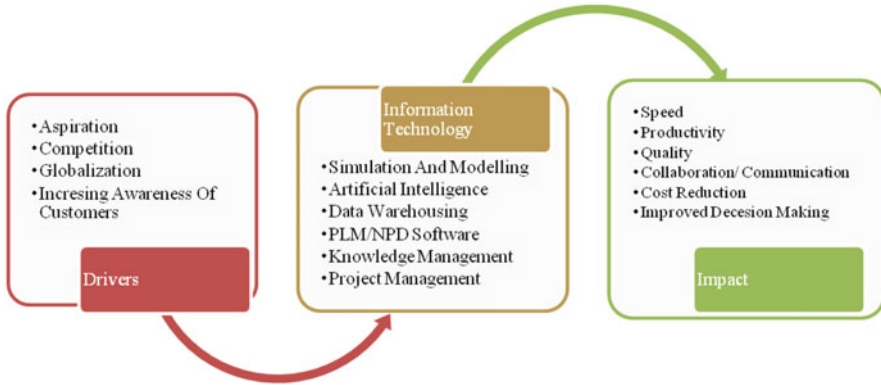 •Aspiration
•Competition
•Globalization
•Incresing Awareness Of
Customers
Drivers
Information
Technology
•Simulation And Modelling
•Artificial Intelligence
•Data Warehousing
•PLM/NPD Software
•Knowledge Management
•Project Management
•Speed
•Productivity
•Quality
•Collaboration/ Communication
•Cost Reduction
•Improved Decesion Making
Impact